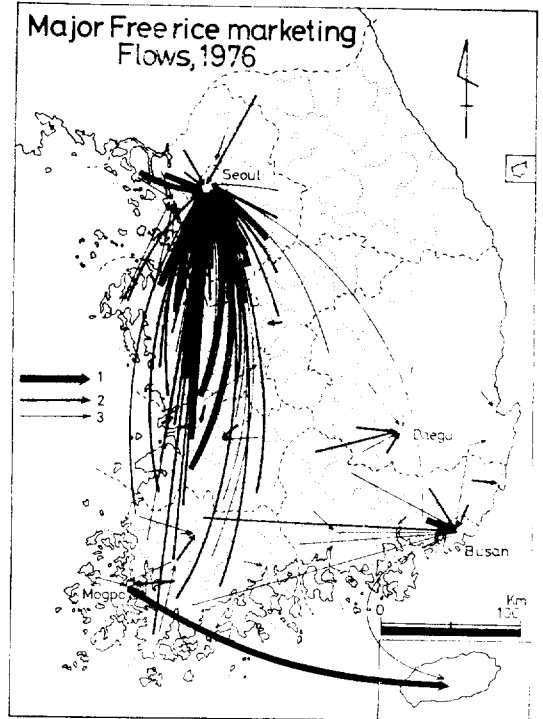 Major Free rice marketing
Flows, 1976
Seoul
1
2
3
Daegu
Busan
Mogpo
Km
0 150